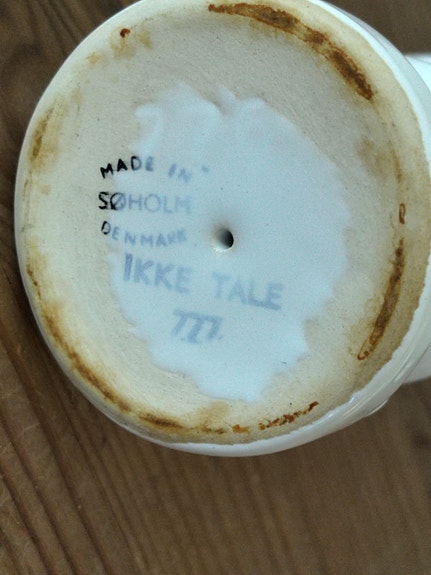 MADE IN
SØHOLM
DENMARK.
IKKE TALE
777.